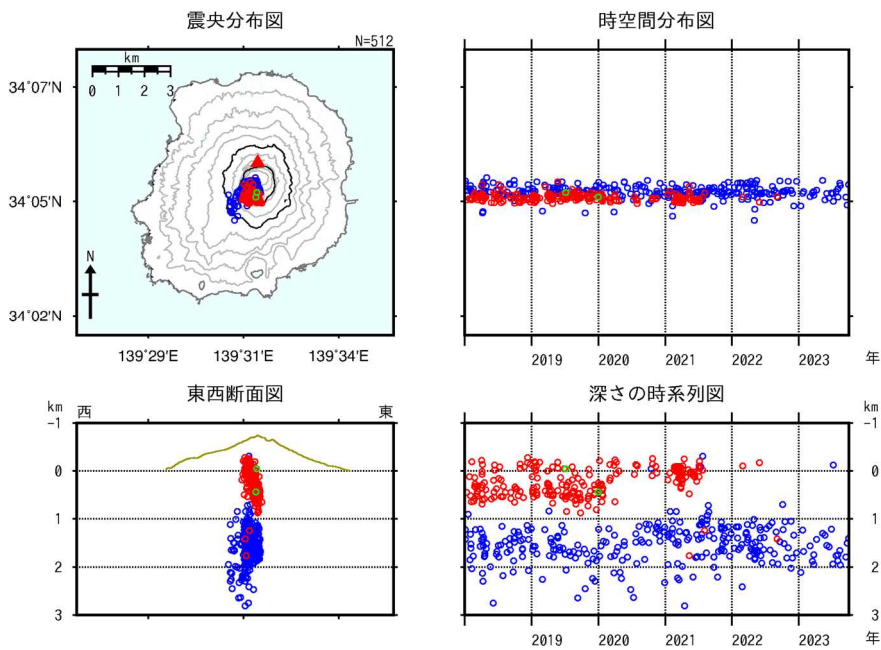 震央分布図
N=512
km
0 1 2 3
34°07'N
34°05'N
34°02'N
N
139°29'E 139°31'E 139°34'E
時空間分布図
2019 2020 2021 2022 2023 年
東西断面図
km
西 東
-1
0
1
2
3
深さの時系列図
km
-1
0
1
2
3
2019 2020 2021 2022 2023 年